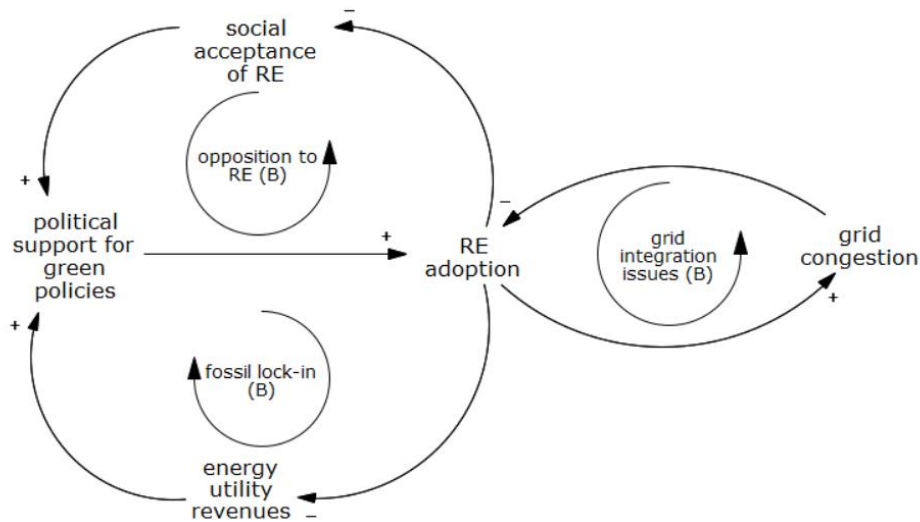 −
social
acceptance
of RE
opposition to
RE (B)
+
political
support for
green
policies
+
+
−
RE
adoption
grid
integration
issues (B)
grid
congestion
+
fossil lock-in
(B)
energy
utility
revenues
−